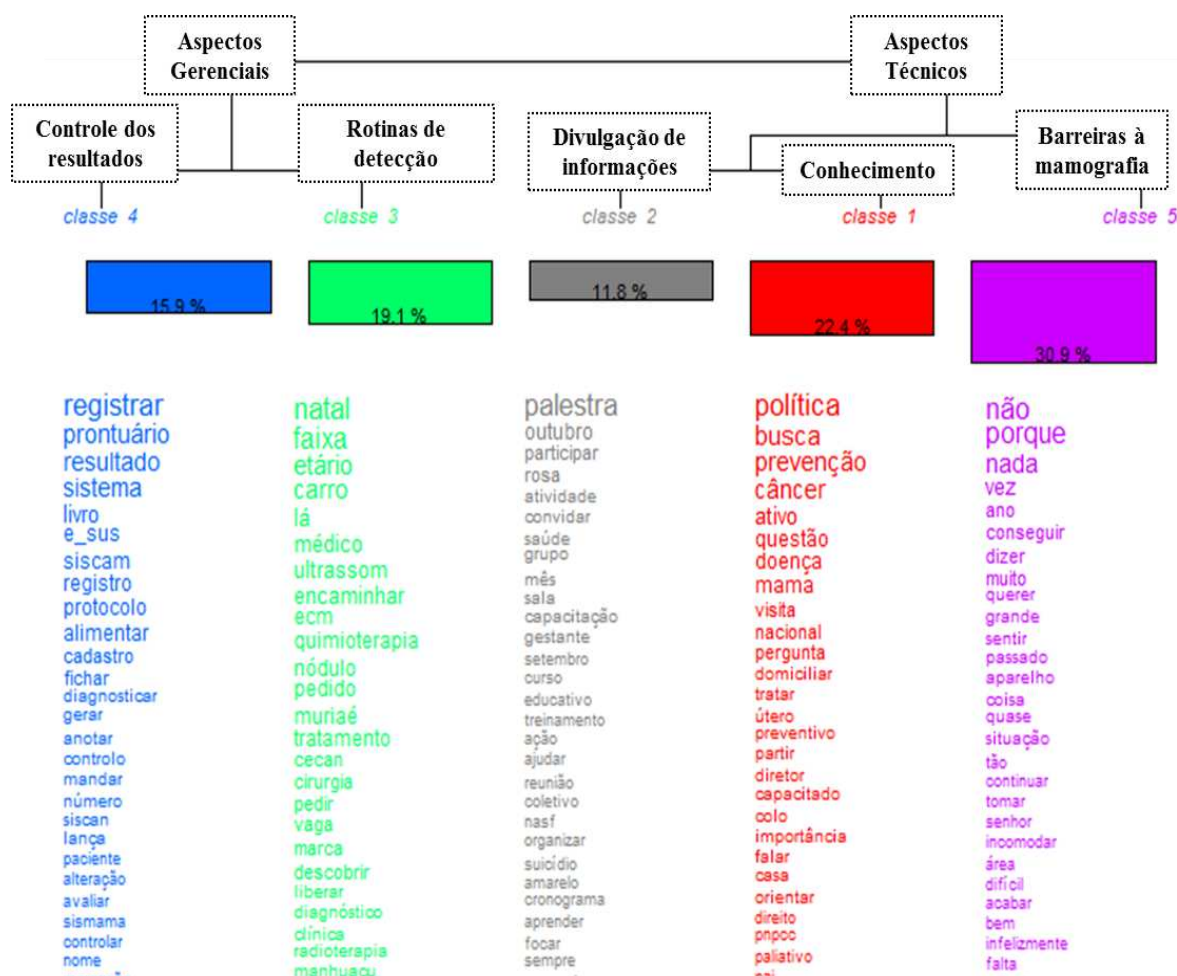 Aspectos
Gerenciais
Aspectos
Técnicos
Controle dos
resultados
Rotinas de
detecção
Divulgação de
informações
Conhecimento
Barreiras à
mamografia
classe 4
classe 3
classe 2
classe 1
classe 5
15.9 %
19.1 %
11.8 %
22.4 %
30.9 %
registrar
prontuário
resultado
sistema
livro
e_sus
siscam
registro
protocolo
alimentar
cadastro
fichar
diagnosticar
gerar
anotar
controlo
mandar
número
siscan
lança
paciente
alteração
avaliar
sismama
controlar
nome
natal
faixa
etário
carro
lá
médico
ultrassom
encaminhar
ecm
quimioterapia
nódulo
pedido
muriaé
tratamento
cecan
cirurgia
pedir
vaga
marca
descobrir
liberar
diagnóstico
clínica
radioterapia
manhuaçu
palestra
outubro
participar
rosa
atividade
convidar
saúde
grupo
mês
sala
capacitação
gestante
setembro
curso
educativo
treinamento
ação
ajudar
reunião
coletivo
nasf
organizar
suicídio
amarelo
cronograma
aprender
focar
sempre
política
busca
prevenção
câncer
ativo
questão
doença
mama
visita
nacional
pergunta
domiciliar
tratar
útero
preventivo
partir
diretor
capacitado
colo
importância
falar
casa
orientar
direito
pnpcc
paliativo
não
porque
nada
vez
ano
conseguir
dizer
muito
querer
grande
sentir
passado
aparelho
coisa
quase
situação
tão
continuar
tomar
senhor
incomodar
área
difícil
acabar
bem
infelizmente
falta